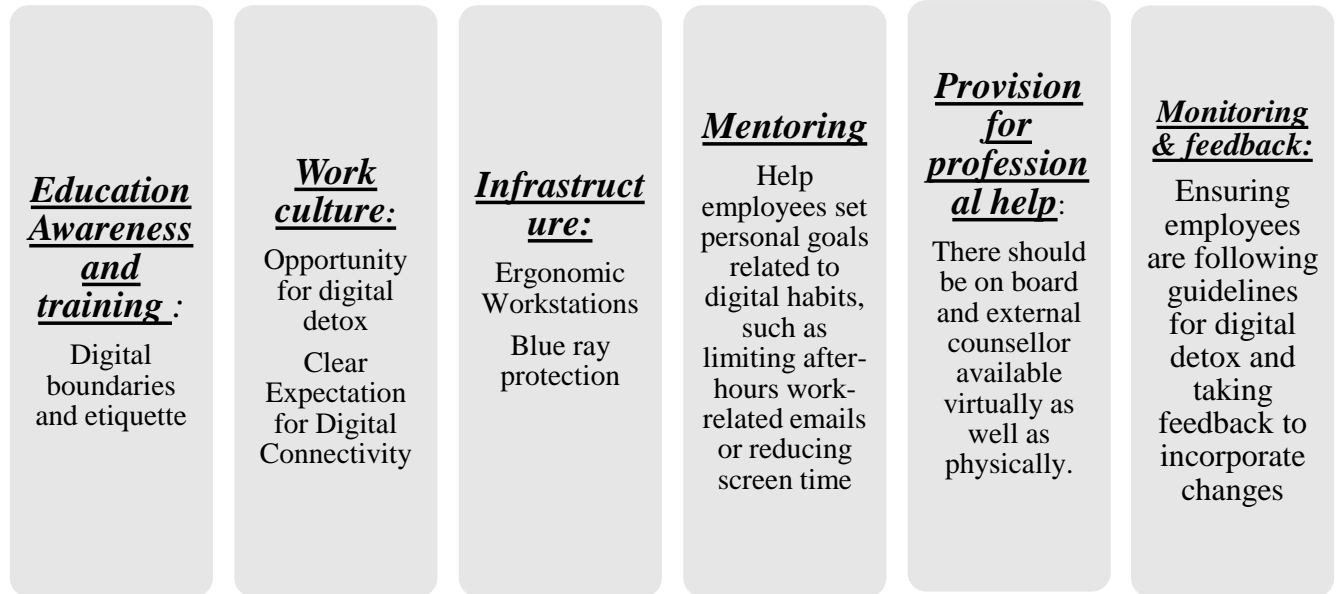 Education
Awareness
and
training :
Digital
boundaries
and etiquette
Work
culture:
Opportunity
for digital
detox
Clear
Expectation
for Digital
Connectivity
Infrastruct
ure:
Ergonomic
Workstations
Blue ray
protection
Mentoring
Help
employees set
personal goals
related to
digital habits,
such as
limiting after-
hours work-
related emails
or reducing
screen time
Provision
for
profession
al help:
There should
be on board
and external
counsellor
available
virtually as
well as
physically.
Monitoring
& feedback:
Ensuring
employees
are following
guidelines
for digital
detox and
taking
feedback to
incorporate
changes